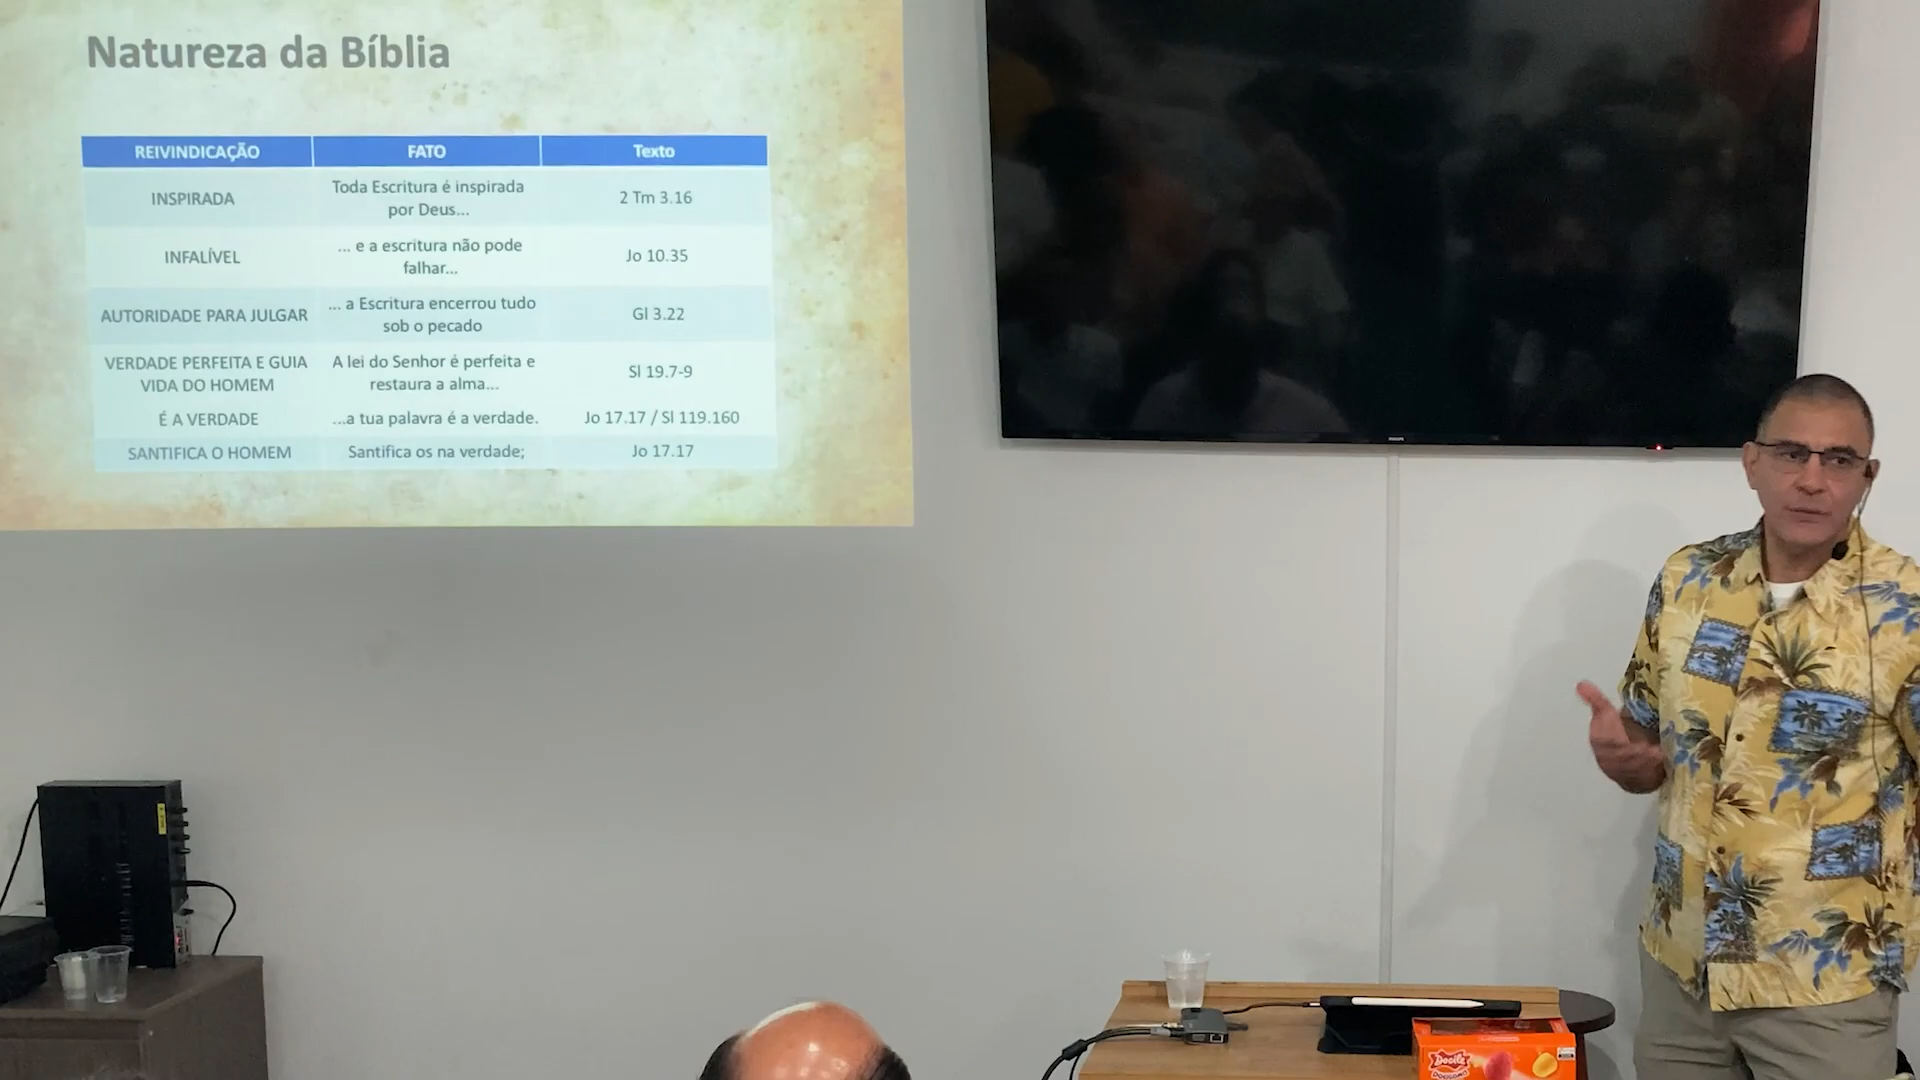 Natureza da Bíblia
REIVINDICAÇÃO FATO Texto
INSPIRADA Toda Escritura é inspirada por Deus... 2 Tm 3.16
INFALÍVEL ... e a escritura não pode falhar... Jo 10.35
AUTORIDADE PARA JULGAR ... a Escritura encerrou tudo sob o pecado Gl 3.22
VERDADE PERFEITA E GUIA VIDA DO HOMEM A lei do Senhor é perfeita e restaura a alma... Sl 19.7-9
É A VERDADE ...a tua palavra é a verdade. Jo 17.17 / Sl 119.160
SANTIFICA O HOMEM Santifica os na verdade; Jo 17.17
Docile